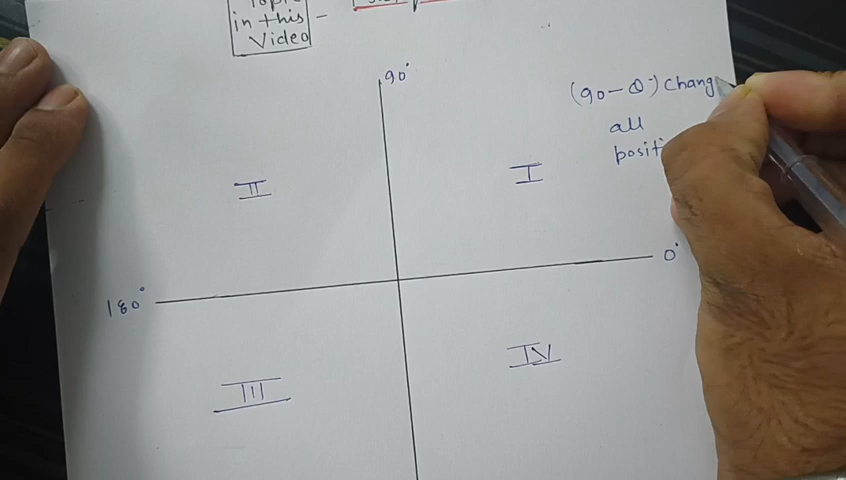 in this –
Video
90°
(90-θ°) Chang
all
posit
II
I
0°
180°
IV
III